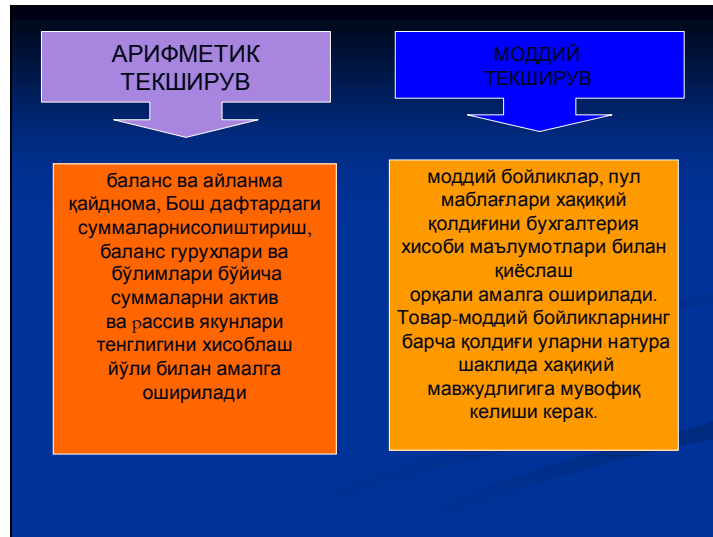 АРИФМЕТИК
ТЕКШИРУВ
баланс ва айланма
қайднома, Бош дафтардаги
суммаларнисолиштириш,
баланс гурухлари ва
бўлимлари бўйича
суммаларни актив
ва рассив якунлари
тенглигини хисоблаш
йўли билан амалга
оширилади
МОДДИЙ
ТЕКШИРУВ
моддий бойликлар, пул
маблағлари хақиқий
қолдиғини бухгалтерия
хисоби маълумотлари билан
қиёслаш
орқали амалга оширилади.
Товар-моддий бойликларнинг
барча қолдиғи уларни натура
шаклида хақиқий
мавжудлигига мувофиқ
келиши керак.